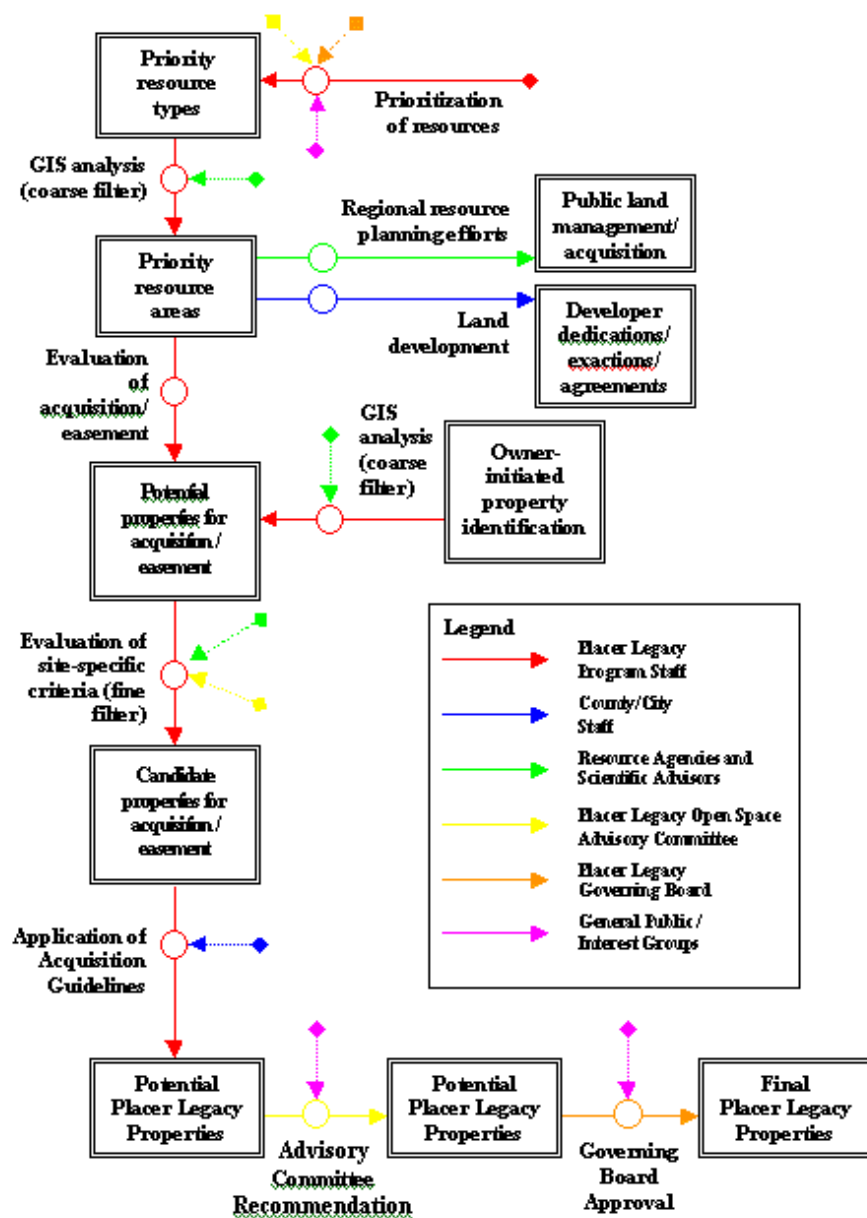 Priority
resource
types
Prioritization
of resources
GIS analysis
(coarse filter)
Regional resource
planning efforts
Public land
management/
acquisition
Priority
resource
areas
Land
development
Developer
dedications/
exactions/
agreements
Evaluation
of
acquisition/
easement
GIS
analysis
(coarse
filter)
Owner-
initiated
property
identification
Potential
properties for
acquisition /
easement
Evaluation of
site-specific
criteria (fine
filter)
Candidate
properties for
acquisition /
easement
Legend
Placer Legacy
Program Staff
County/City
Staff
Resource Agencies and
Scientific Advisors
Placer Legacy Open Space
Advisory Committee
Placer Legacy
Governing Board
General Public /
Interest Groups
Application of
Acquisition
Guidelines
Potential
Placer Legacy
Properties
Advisory
Committee
Recommendation
Potential
Placer Legacy
Properties
Governing
Board
Approval
Final
Placer Legacy
Properties